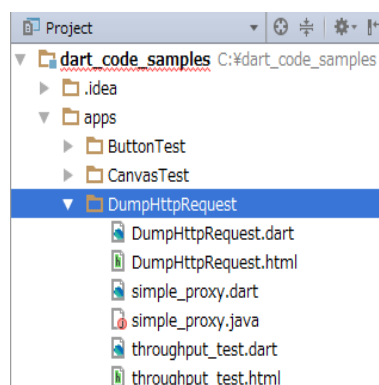 Project
dart_code_samples C:¥dart_code_samples
.idea
apps
ButtonTest
CanvasTest
DumpHttpRequest
DumpHttpRequest.dart
DumpHttpRequest.html
simple_proxy.dart
simple_proxy.java
throughput_test.dart
throughput_test.html